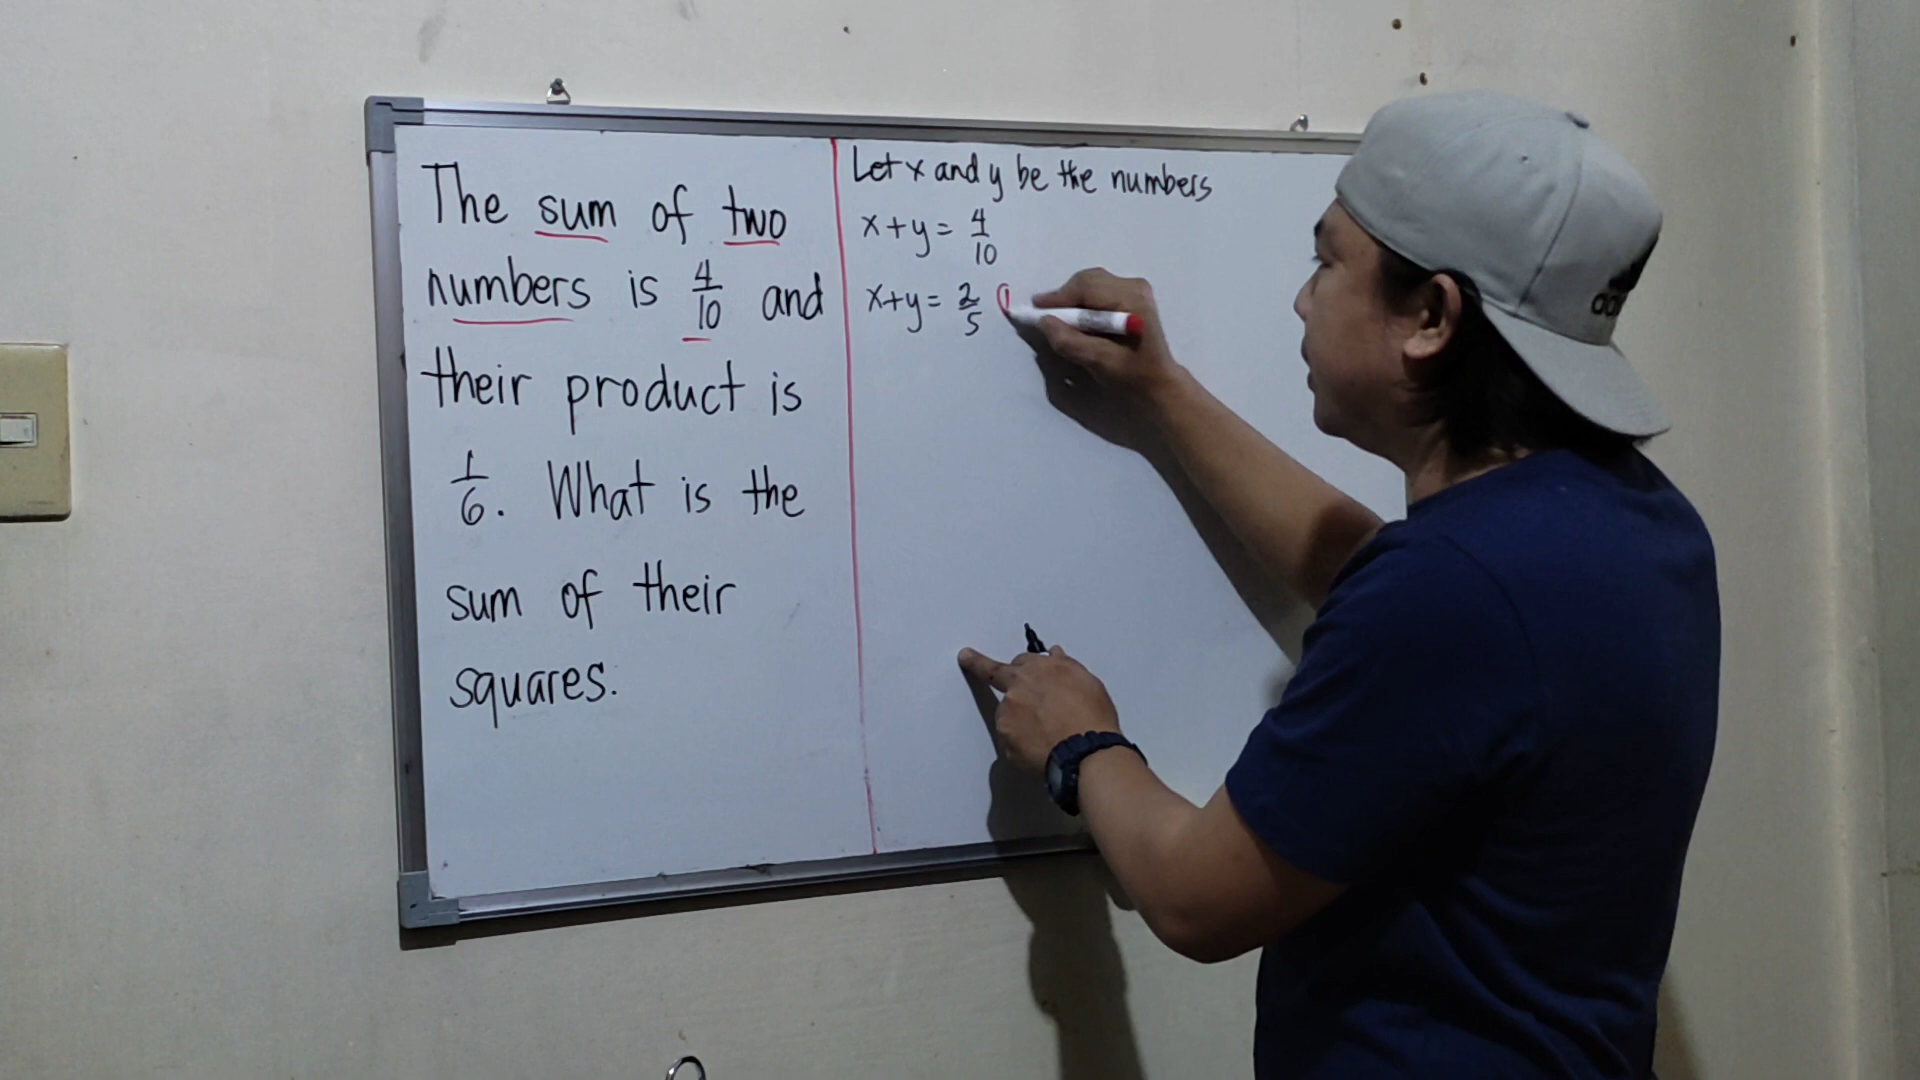 The sum of two
numbers is 4/10 and
their product is
1/6. What is the
sum of their
squares.
Let x and y be the numbers
x+y= 4/10
x+y= 2/5